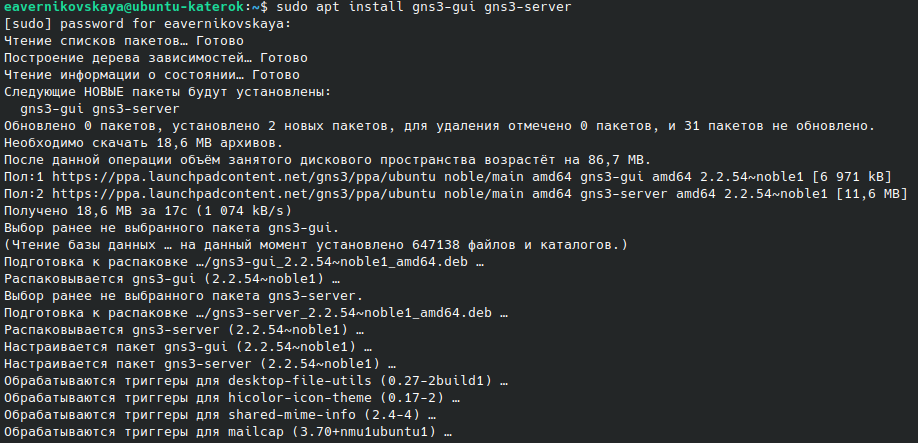 eavernikovskaya@ubuntu-katerok:~$ sudo apt install gns3-gui gns3-server
[sudo] password for eavernikovskaya:
Чтение списков пакетов… Готово
Построение дерева зависимостей… Готово
Чтение информации о состоянии… Готово
Следующие НОВЫЕ пакеты будут установлены:
  gns3-gui gns3-server
Обновлено 0 пакетов, установлено 2 новых пакетов, для удаления отмечено 0 пакетов, и 31 пакетов не обновлено.
Необходимо скачать 18,6 MB архивов.
После данной операции объём занятого дискового пространства возрастёт на 86,7 MB.
Пол:1 https://ppa.launchpadcontent.net/gns3/ppa/ubuntu noble/main amd64 gns3-gui amd64 2.2.54~noble1 [6 971 kB]
Пол:2 https://ppa.launchpadcontent.net/gns3/ppa/ubuntu noble/main amd64 gns3-server amd64 2.2.54~noble1 [11,6 MB]
Получено 18,6 MB за 17с (1 074 kB/s)
Выбор ранее не выбранного пакета gns3-gui.
(Чтение базы данных … на данный момент установлено 647138 файлов и каталогов.)
Подготовка к распаковке …/gns3-gui_2.2.54~noble1_amd64.deb …
Распаковывается gns3-gui (2.2.54~noble1) …
Выбор ранее не выбранного пакета gns3-server.
Подготовка к распаковке …/gns3-server_2.2.54~noble1_amd64.deb …
Распаковывается gns3-server (2.2.54~noble1) …
Настраивается пакет gns3-gui (2.2.54~noble1) …
Настраивается пакет gns3-server (2.2.54~noble1) …
Обрабатываются триггеры для desktop-file-utils (0.27-2build1) …
Обрабатываются триггеры для hicolor-icon-theme (0.17-2) …
Обрабатываются триггеры для shared-mime-info (2.4-4) …
Обрабатываются триггеры для mailcap (3.70+nmu1ubuntu1) …